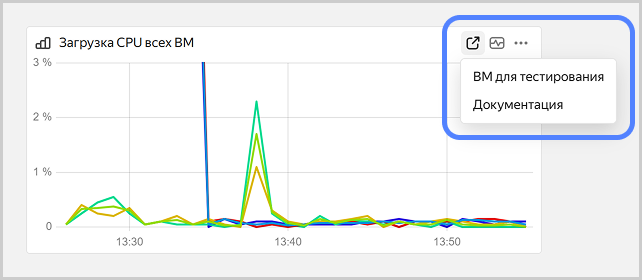 Загрузка CPU всех ВМ
ВМ для тестирования
Документация
3 %
2 %
1 %
0
13:30
13:40
13:50